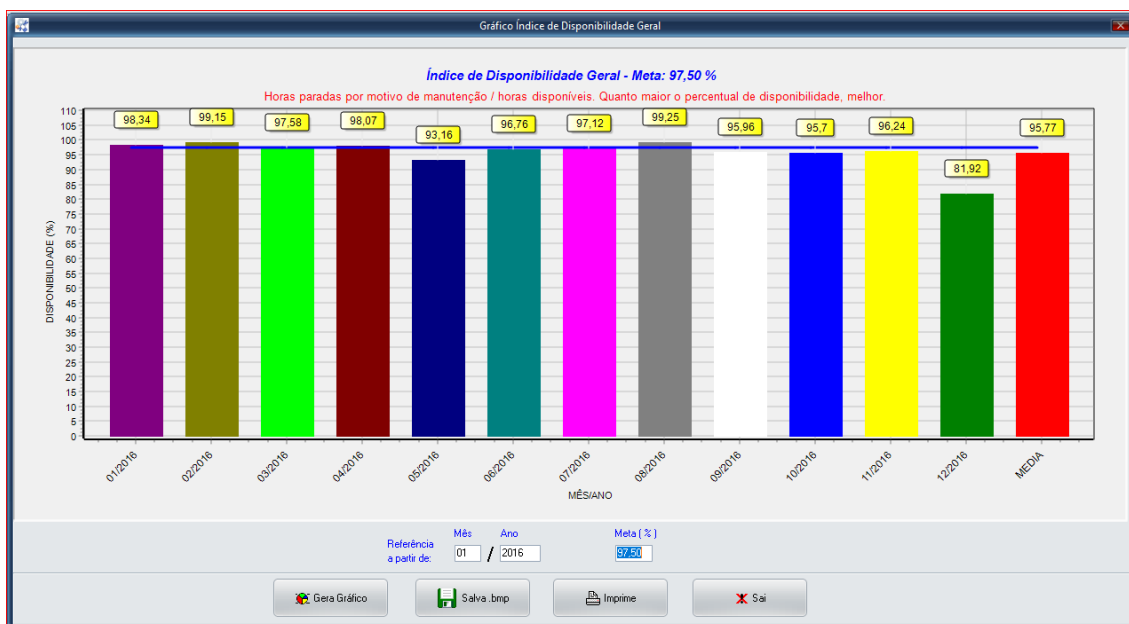 Gráfico Índice de Disponibilidade Geral
Índice de Disponibilidade Geral - Meta: 97,50 %
Horas paradas por motivo de manutenção / horas disponíveis. Quanto maior o percentual de disponibilidade, melhor.
98,34 99,15 97,58 98,07 93,16 96,76 97,12 99,25 95,96 95,7 96,24 81,92 95,77
DISPONIBILIDADE (%)
110
105
100
95
90
85
80
75
70
65
60
55
50
45
40
35
30
25
20
15
10
5
0
01/2016 02/2016 03/2016 04/2016 05/2016 06/2016 07/2016 08/2016 09/2016 10/2016 11/2016 12/2016 MEDIA
MÊS/ANO
Mês Ano Meta ( % )
Referência
a partir de: 01 / 2016 97,50
Gera Gráfico Salva .bmp Imprime Sai